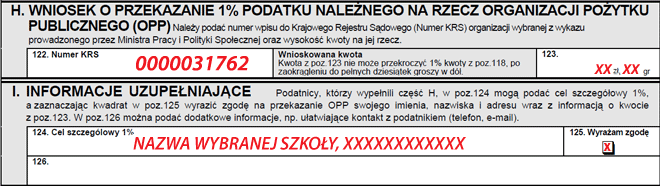 H. WNIOSEK O PRZEKAZANIE 1% PODATKU NALEŻNEGO NA RZECZ ORGANIZACJI POŻYTKU
PUBLICZNEGO (OPP) Należy podać numer wpisu do Krajowego Rejestru Sądowego (Numer KRS) organizacji wybranej z wykazu
prowadzonego przez Ministra Pracy i Polityki Społecznej oraz wysokość kwoty na jej rzecz.
122. Numer KRS
0000031762
Wnioskowana kwota
Kwota z poz.123 nie może przekroczyć 1% kwoty z poz.118, po
zaokrągleniu do pełnych dziesiątek groszy w dół.
123.
XX zł, XX gr
I. INFORMACJE UZUPEŁNIAJĄCE Podatnicy, którzy wypełnili część H, w poz.124 mogą podać cel szczegółowy 1%,
a zaznaczając kwadrat w poz.125 wyrazić zgodę na przekazanie OPP swojego imienia, nazwiska i adresu wraz z informacją o kwocie
z poz.123. W poz.126 można podać dodatkowe informacje, np. ułatwiające kontakt z podatnikiem (telefon, e-mail).
124. Cel szczegółowy 1%
NAZWA WYBRANEJ SZKOŁY, XXXXXXXXXXXX
125. Wyrażam zgodę
X
126.